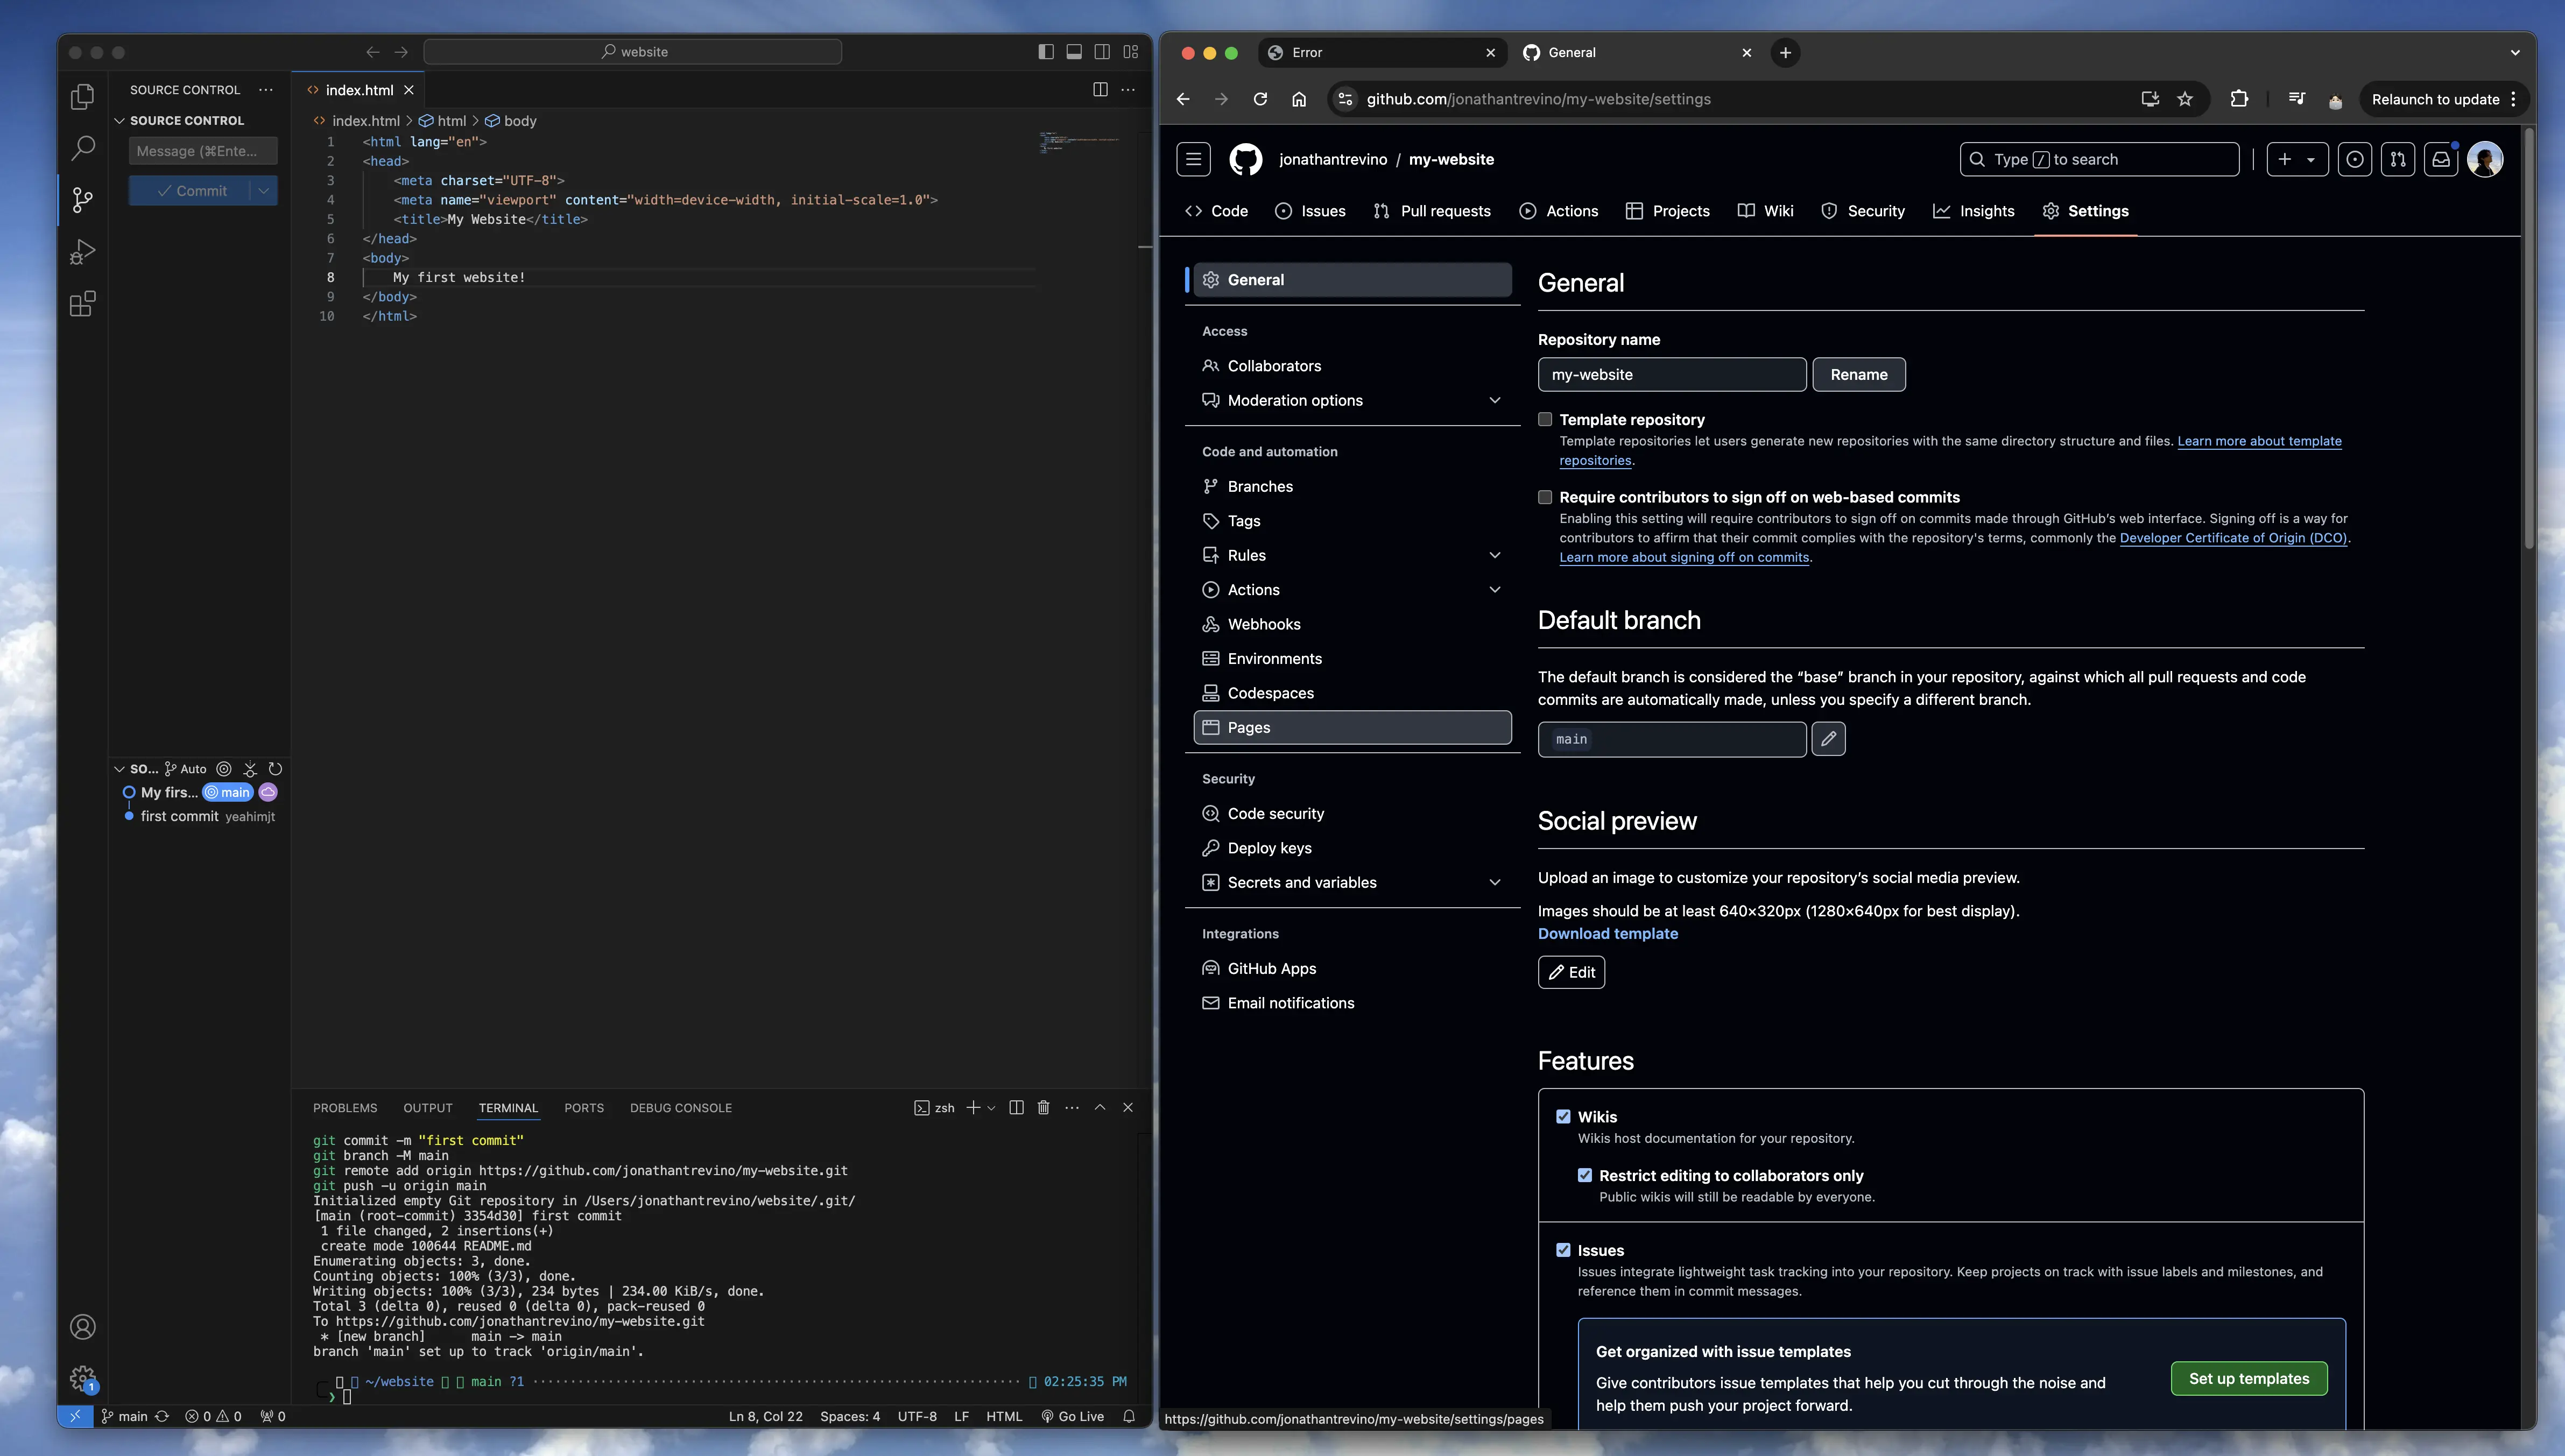 website
SOURCE CONTROL
SOURCE CONTROL
Message (⌘Ente...
Commit
SO... Auto
My firs... main
first commit yeahimjt
index.html
index.html > html > body
1 <html lang="en">
2 <head>
3 <meta charset="UTF-8">
4 <meta name="viewport" content="width=device-width, initial-scale=1.0">
5 <title>My Website</title>
6 </head>
7 <body>
8 My first website!
9 </body>
10 </html>
PROBLEMS OUTPUT TERMINAL PORTS DEBUG CONSOLE
zsh
git commit -m "first commit"
git branch -M main
git remote add origin https://github.com/jonathantrevino/my-website.git
git push -u origin main
Initialized empty Git repository in /Users/jonathantrevino/website/.git/
[main (root-commit) 3354d30] first commit
1 file changed, 2 insertions(+)
create mode 100644 README.md
Enumerating objects: 3, done.
Counting objects: 100% (3/3), done.
Writing objects: 100% (3/3), 234 bytes | 234.00 KiB/s, done.
Total 3 (delta 0), reused 0 (delta 0), pack-reused 0
To https://github.com/jonathantrevino/my-website.git
* [new branch] main -> main
branch 'main' set up to track 'origin/main'.
~/website main ?1 02:25:35 PM
❯
1
main 0 0 0 Ln 8, Col 22 Spaces: 4 UTF-8 LF HTML Go Live
Error
General
github.com/jonathantrevino/my-website/settings
Relaunch to update
jonathantrevino / my-website
Type / to search
Code Issues Pull requests Actions Projects Wiki Security Insights Settings
General
Access
Collaborators
Moderation options
Code and automation
Branches
Tags
Rules
Actions
Webhooks
Environments
Codespaces
Pages
Security
Code security
Deploy keys
Secrets and variables
Integrations
GitHub Apps
Email notifications
General
Repository name
my-website Rename
Template repository
Template repositories let users generate new repositories with the same directory structure and files. Learn more about template
repositories.
Require contributors to sign off on web-based commits
Enabling this setting will require contributors to sign off on commits made through GitHub's web interface. Signing off is a way for
contributors to affirm that their commit complies with the repository's terms, commonly the Developer Certificate of Origin (DCO).
Learn more about signing off on commits.
Default branch
The default branch is considered the “base” branch in your repository, against which all pull requests and code
commits are automatically made, unless you specify a different branch.
main
Social preview
Upload an image to customize your repository’s social media preview.
Images should be at least 640×320px (1280×640px for best display).
Download template
Edit
Features
Wikis
Wikis host documentation for your repository.
Restrict editing to collaborators only
Public wikis will still be readable by everyone.
Issues
Issues integrate lightweight task tracking into your repository. Keep projects on track with issue labels and milestones, and
reference them in commit messages.
Get organized with issue templates
Give contributors issue templates that help you cut through the noise and
help them push your project forward.
Set up templates
https://github.com/jonathantrevino/my-website/settings/pages